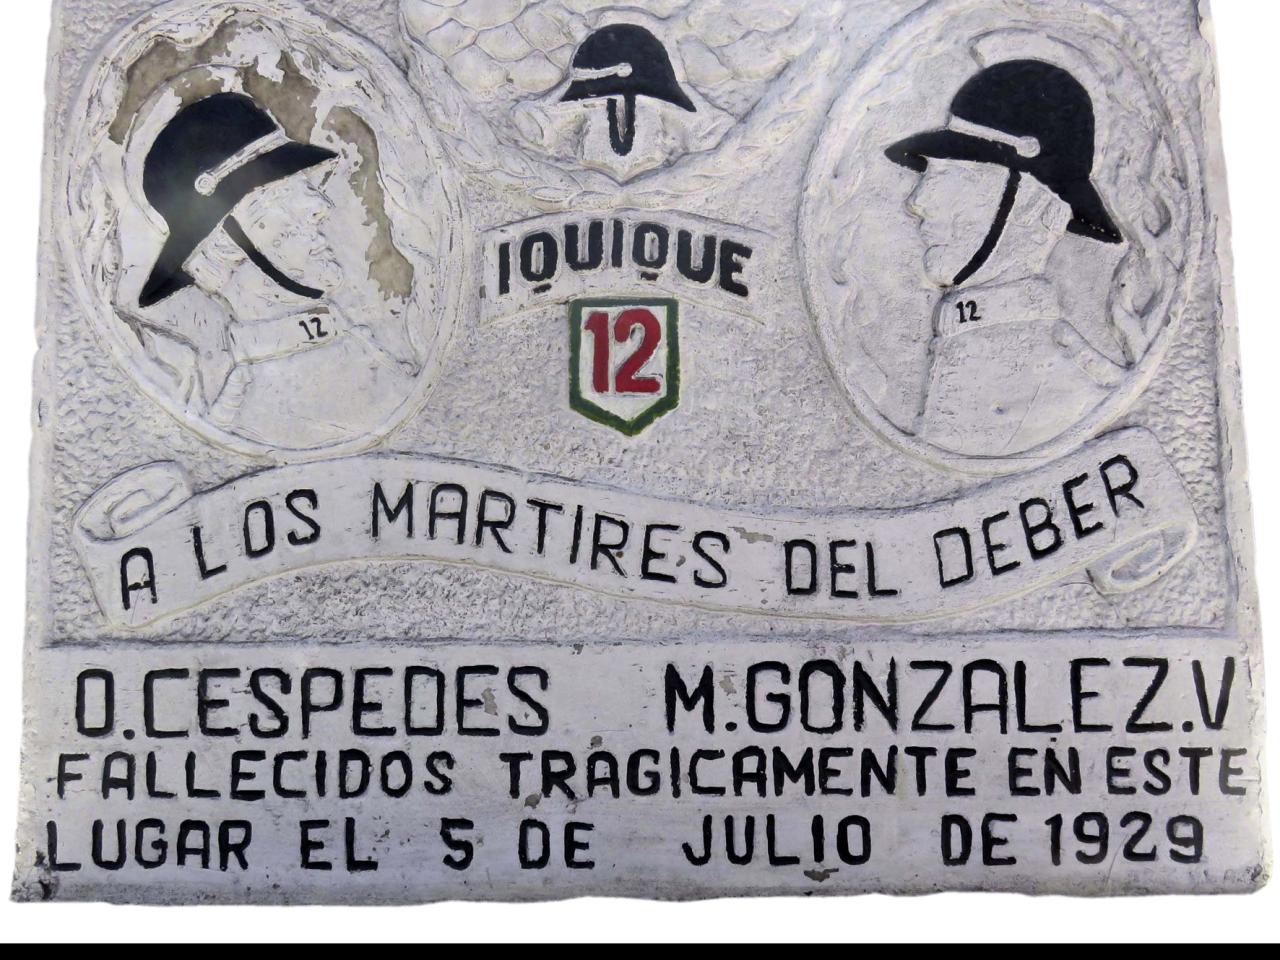 IQUIQUE
12
12
12
A LOS MARTIRES DEL DEBER
O.CESPEDES M.GONZALEZ.V
FALLECIDOS TRAGICAMENTE EN ESTE
LUGAR EL 5 DE JULIO DE 1929